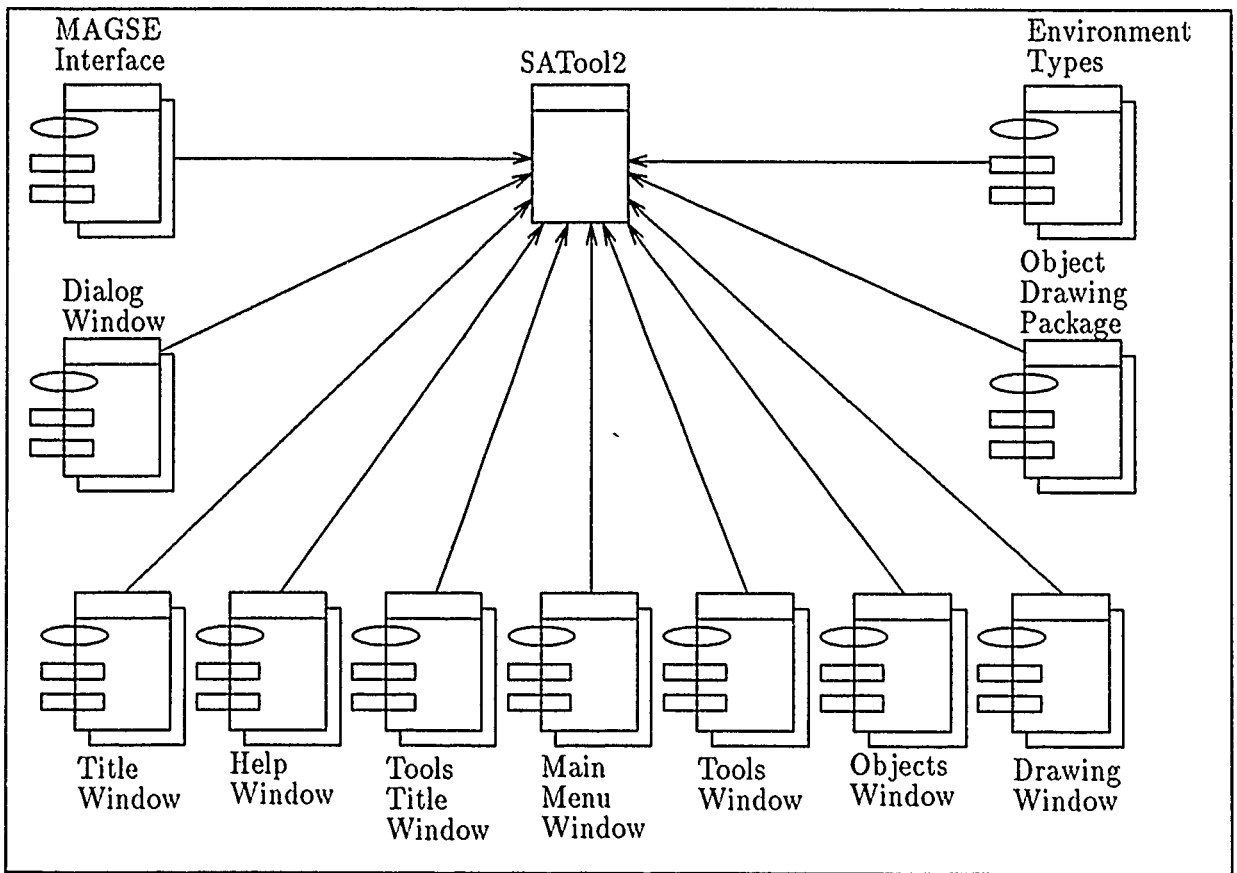 MAGSE
Interface
SATool2
Environment
Types
Dialog
Window
Object
Drawing
Package
Title
Window
Help
Window
Tools
Title
Window
Main
Menu
Window
Tools
Window
Objects
Window
Drawing
Window